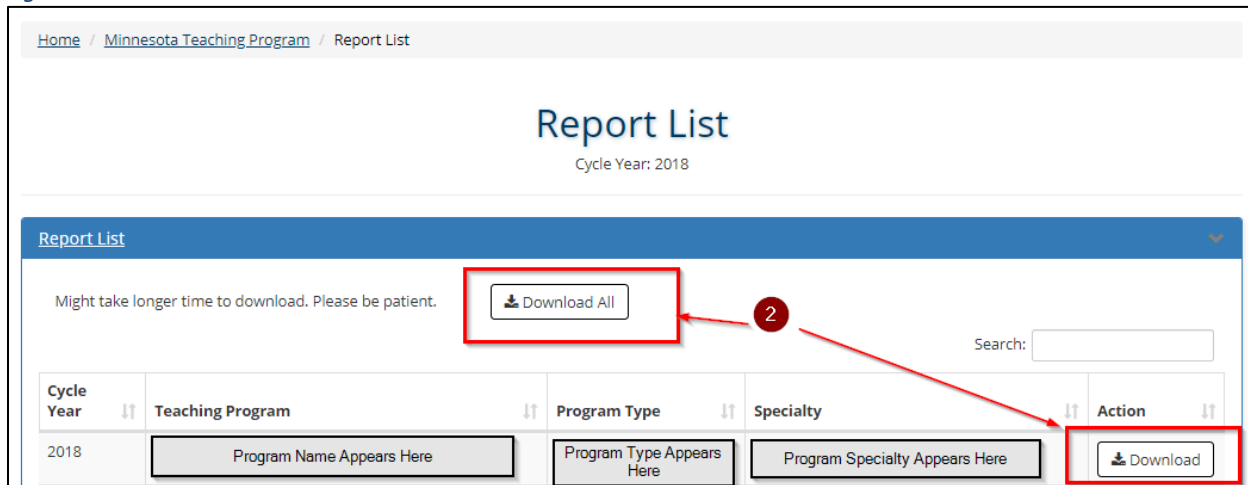 Home / Minnesota Teaching Program / Report List
Report List
Cycle Year: 2018
Report List
Might take longer time to download. Please be patient.
Download All
2
Search:
Cycle
Year
Teaching Program
Program Type
Specialty
Action
2018
Program Name Appears Here
Program Type Appears
Here
Program Specialty Appears Here
Download